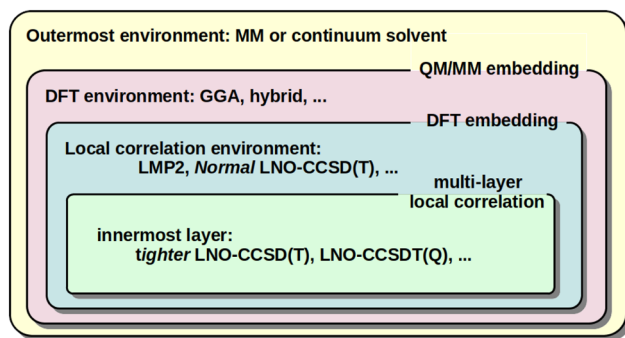 Outermost environment: MM or continuum solvent
QM/MM embedding
DFT environment: GGA, hybrid, ...
DFT embedding
Local correlation environment:
LMP2, Normal LNO-CCSD(T), ...
multi-layer
local correlation
innermost layer:
tighter LNO-CCSD(T), LNO-CCSDT(Q), ...